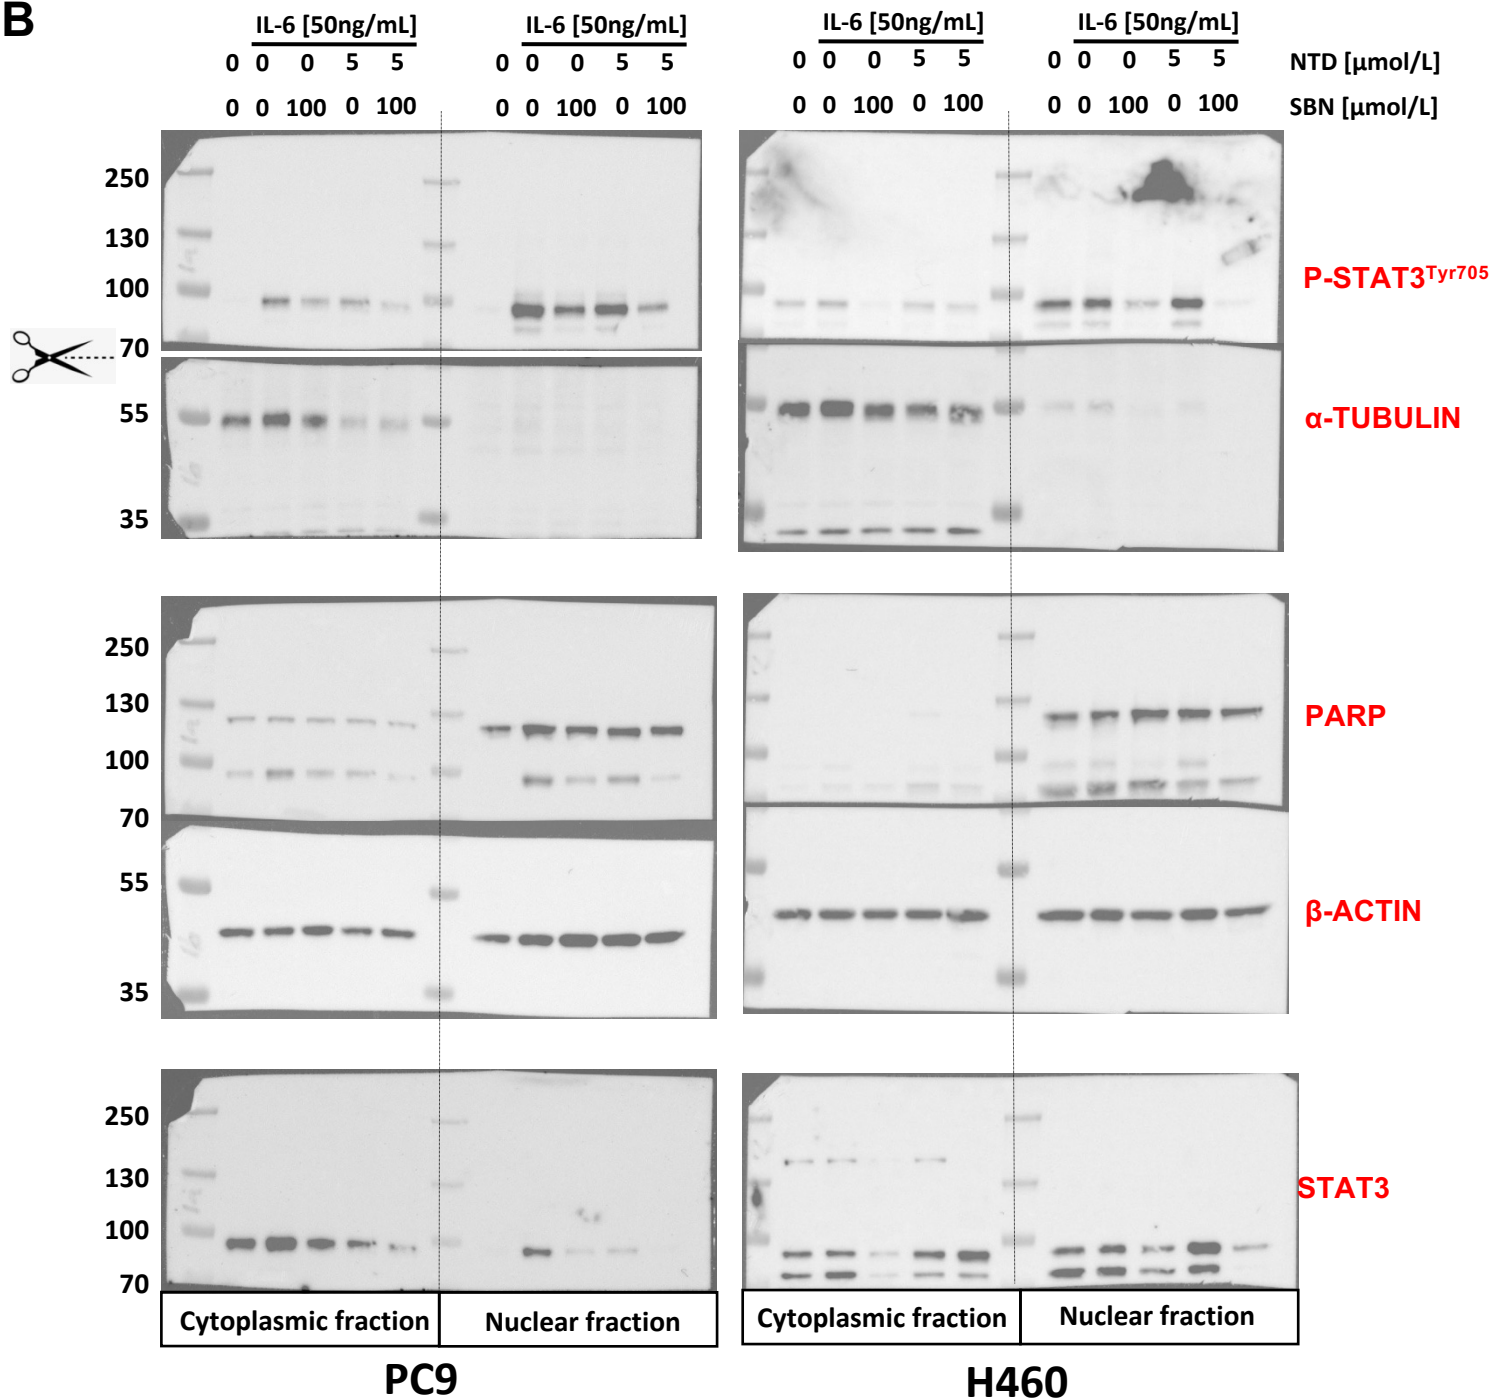 B
IL-6 [50ng/mL] IL-6 [50ng/mL] IL-6 [50ng/mL] IL-6 [50ng/mL]
0 0 0 5 5 0 0 0 5 5 0 0 0 5 5 0 0 0 5 5 NTD [μmol/L]
0 0 100 0 100 0 0 100 0 100 0 0 100 0 100 0 0 100 0 100 SBN [μmol/L]
250
130
100
70
P-STAT3Tyr705
55
35
α-TUBULIN
250
130
100
70
PARP
55
35
β-ACTIN
250
130
100
70
STAT3
Cytoplasmic fraction Nuclear fraction Cytoplasmic fraction Nuclear fraction
PC9 H460